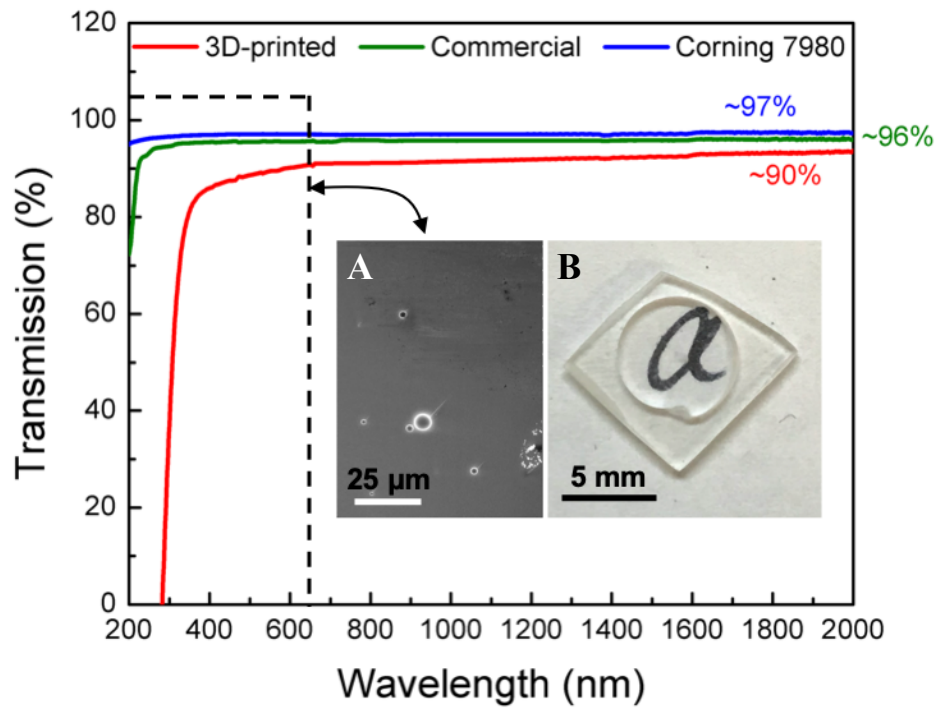 120
3D-printed Commercial Corning 7980
100
80
60
40
20
0
~97%
~96%
~90%
A
B
a
25 µm
5 mm
200 400 600 800 1000 1200 1400 1600 1800 2000
Transmission (%)
Wavelength (nm)